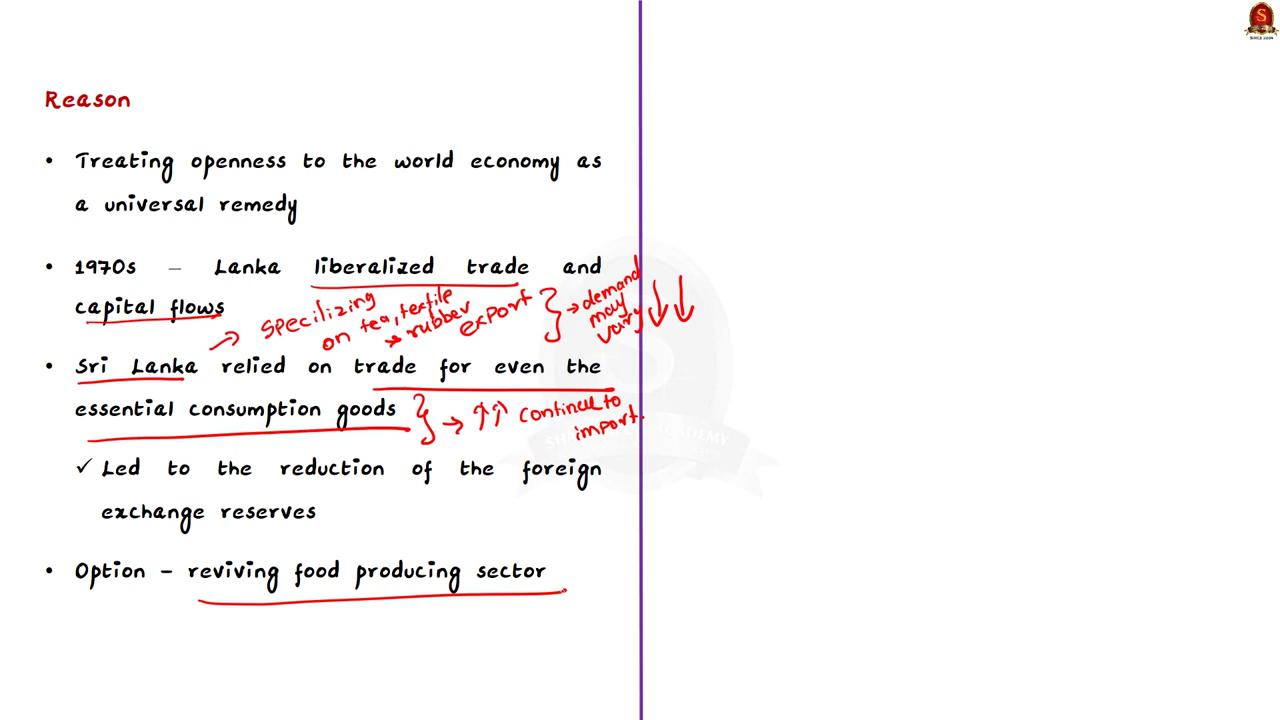 Reason
• Treating openness to the world economy as
a universal remedy
• 1970s – Lanka liberalized trade and
capital flows
→ specilizing
on tea, textile
→ rubber
export } → demand
may
vary ↓ ↓
• Sri Lanka relied on trade for even the
essential consumption goods } → ↑↑ continue to
import.
✓ Led to the reduction of the foreign
exchange reserves
• Option – reviving food producing sector
S
SINCE 2004